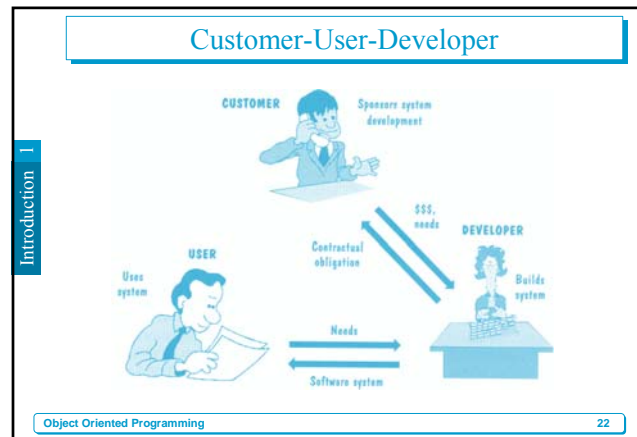 Customer-User-Developer
Introduction 1
CUSTOMER
Sponsors system
development
$$$,
needs
Contractual
obligation
DEVELOPER
Builds
system
USER
Uses
system
Needs
Software system
Object Oriented Programming
22